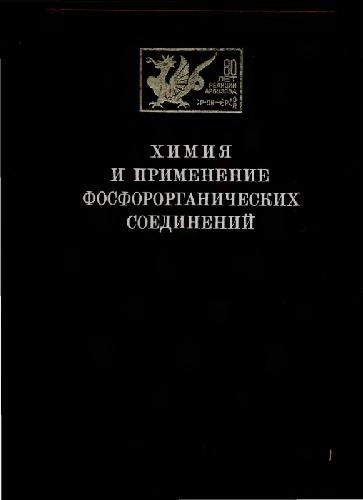 80
ЛЕТ
РЕАКЦИИ
АРБУЗОВА
ХИМИЯ
И ПРИМЕНЕНИЕ
ФОСФОРОРГАНИЧЕСКИХ
СОЕДИНЕНИЙ